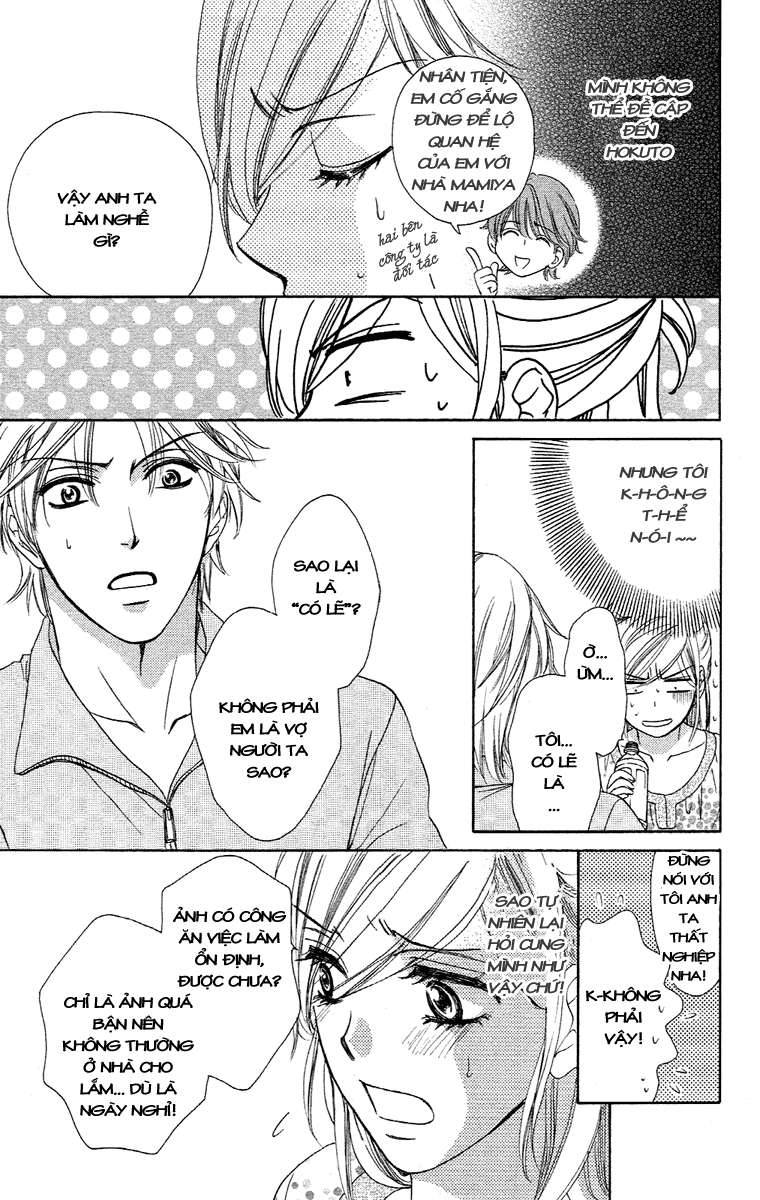 MÌNH KHÔNG
THỂ ĐỀ CẬP
ĐẾN
HOKUTO
NHÂN TIỆN,
EM CỐ GẮNG
ĐỪNG ĐỂ LỘ
QUAN HỆ
CỦA EM VỚI
NHÀ MAMIYA
NHA!
hai bên
công ty là
đối tác
VẬY ANH TA
LÀM NGHỀ
GÌ?
NHƯNG TÔI
K-H-Ô-N-G
T-H-Ể
N-Ó-I ~~
Ờ...
ỪM...
TÔI...
CÓ LẼ
LÀ
...
SAO LẠI
LÀ
"CÓ LẼ"?
KHÔNG PHẢI
EM LÀ VỢ
NGƯỜI TA
SAO?
ĐỪNG
NÓI VỚI
TÔI ANH
TA
THẤT
NGHIỆP
NHA!
K-KHÔNG
PHẢI
VẬY!
SAO TỰ
NHIÊN LẠI
HỎI CUNG
MÌNH NHƯ
VẬY CHỨ!
ẢNH CÓ CÔNG
ĂN VIỆC LÀM
ỔN ĐỊNH,
ĐƯỢC CHƯA?
CHỈ LÀ ẢNH QUÁ
BẬN NÊN
KHÔNG THƯỜNG
Ở NHÀ CHO
LẮM... DÙ LÀ
NGÀY NGHỈ!